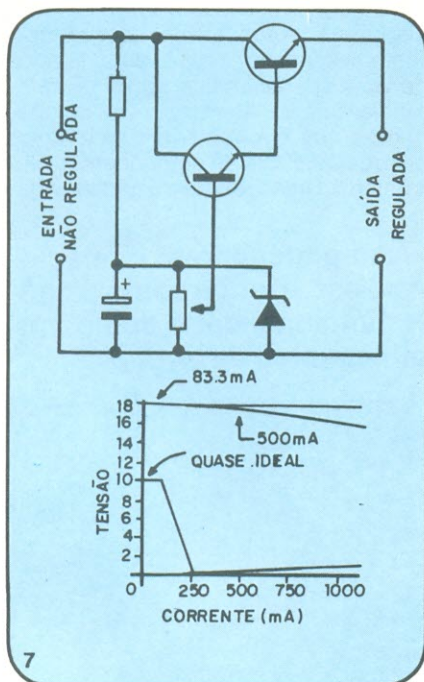 ENTRADA
NÃO REGULADA
SAÍDA
REGULADA
+
83.3mA
18
16
14
12
500mA
QUASE IDEAL
10
8
6
4
2
TENSÃO
0
250
500
750
1000
CORRENTE (mA)
7